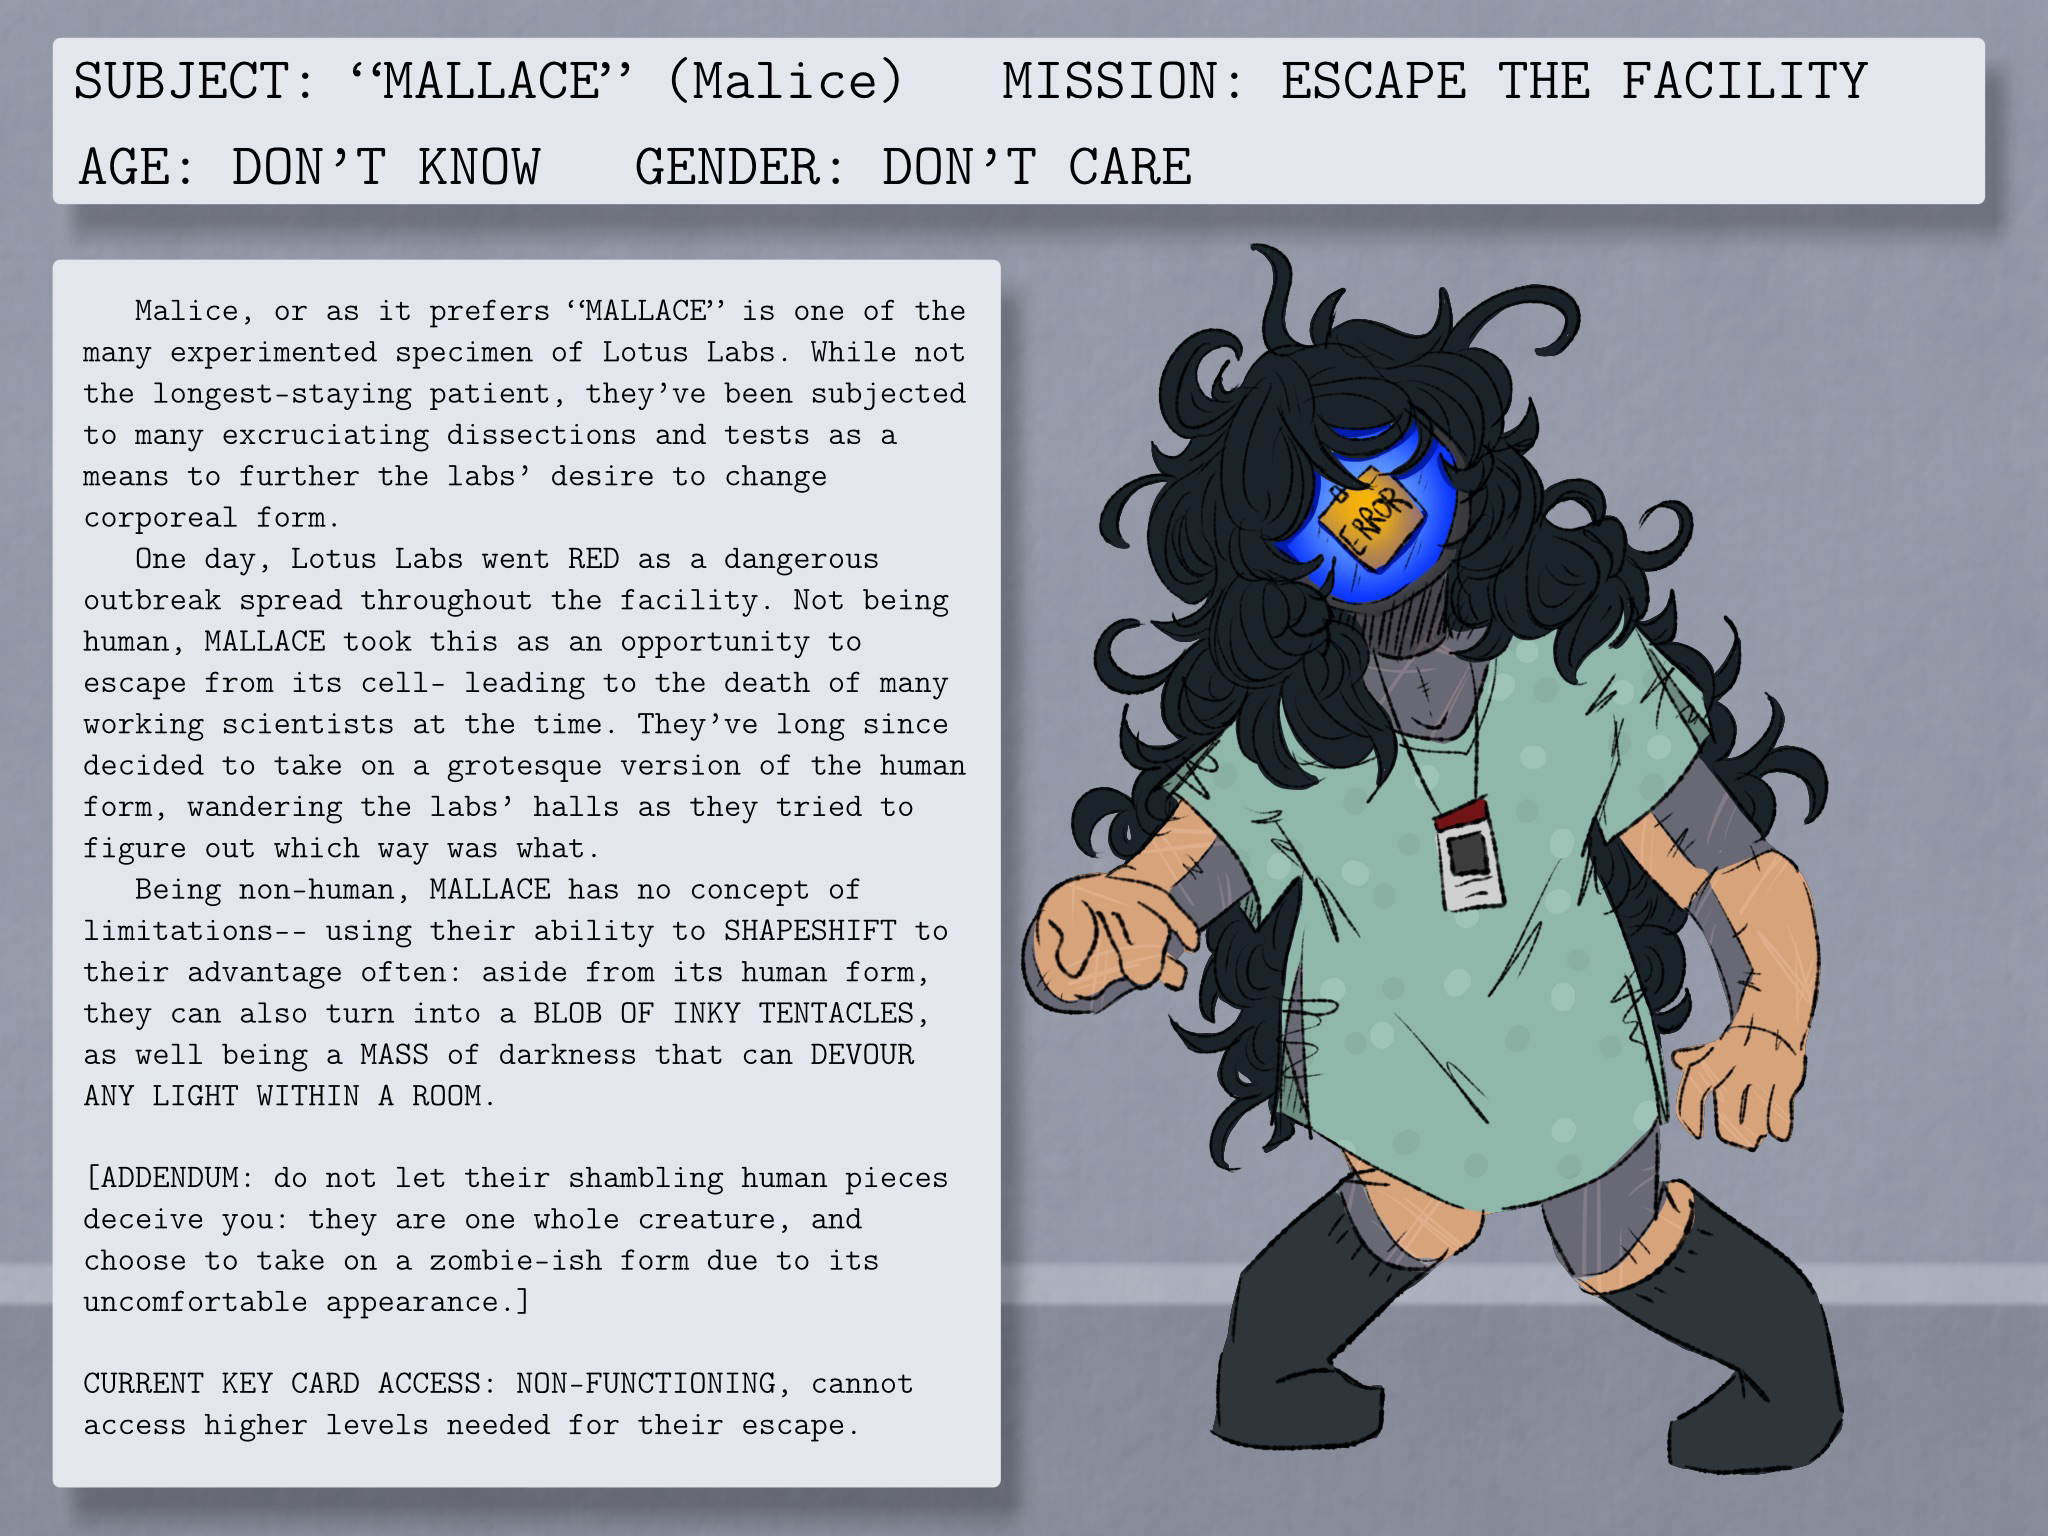 SUBJECT: “MALLACE” (Malice) MISSION: ESCAPE THE FACILITY
AGE: DON’T KNOW GENDER: DON’T CARE
Malice, or as it prefers “MALLACE” is one of the
many experimented specimen of Lotus Labs. While not
the longest-staying patient, they’ve been subjected
to many excruciating dissections and tests as a
means to further the labs’ desire to change
corporeal form.
One day, Lotus Labs went RED as a dangerous
outbreak spread throughout the facility. Not being
human, MALLACE took this as an opportunity to
escape from its cell- leading to the death of many
working scientists at the time. They’ve long since
decided to take on a grotesque version of the human
form, wandering the labs’ halls as they tried to
figure out which way was what.
Being non-human, MALLACE has no concept of
limitations-- using their ability to SHAPESHIFT to
their advantage often: aside from its human form,
they can also turn into a BLOB OF INKY TENTACLES,
as well being a MASS of darkness that can DEVOUR
ANY LIGHT WITHIN A ROOM.
[ADDENDUM: do not let their shambling human pieces
deceive you: they are one whole creature, and
choose to take on a zombie-ish form due to its
uncomfortable appearance.]
CURRENT KEY CARD ACCESS: NON-FUNCTIONING, cannot
access higher levels needed for their escape.
ERROR